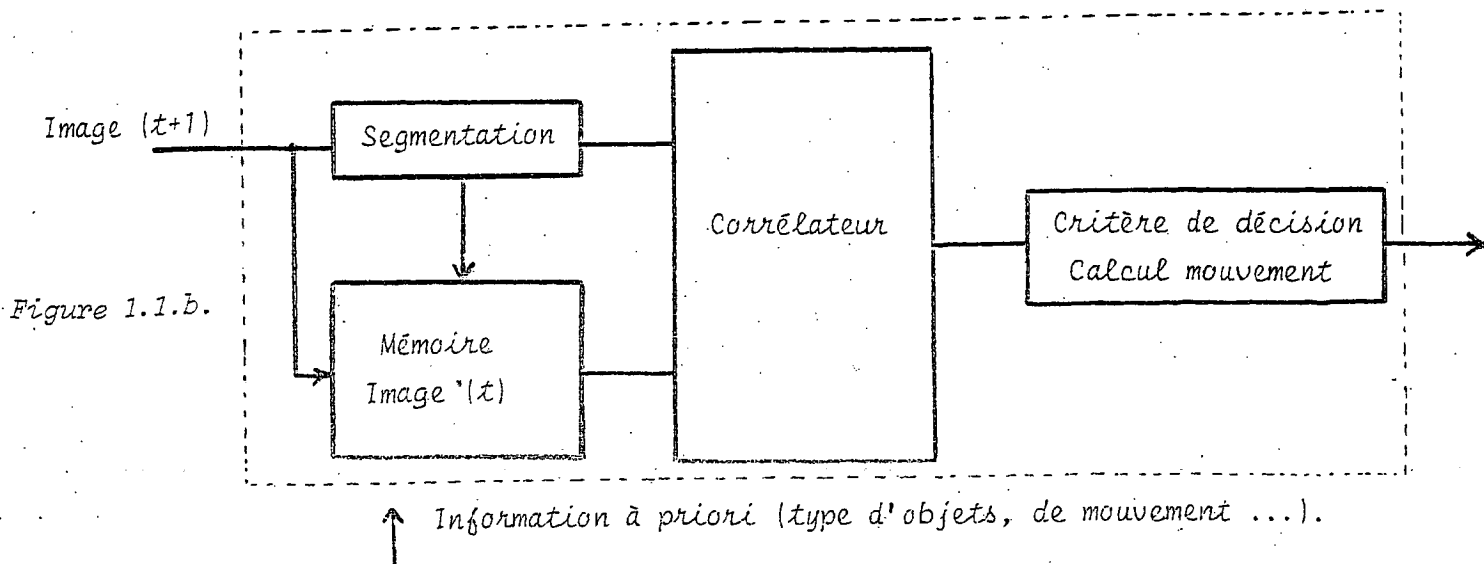 Image (t+1)
Segmentation
Corrélateur
Critère de décision
Calcul mouvement
Figure 1.1.b.
Mémoire
Image (t)
Information à priori (type d'objets, de mouvement ...).